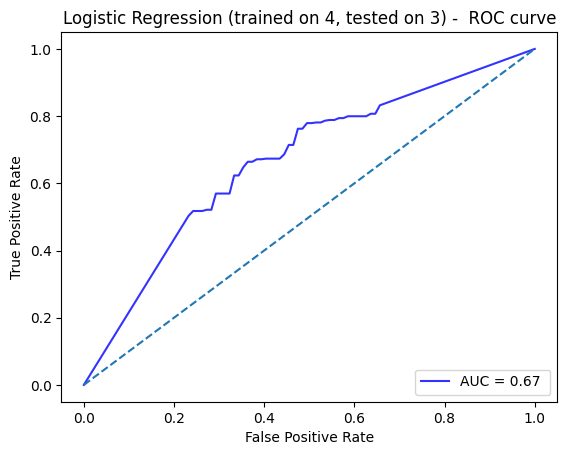 Logistic Regression (trained on 4, tested on 3) -  ROC curve
True Positive Rate
1.0
0.8
0.6
0.4
0.2
0.0
AUC = 0.67
0.0 0.2 0.4 0.6 0.8 1.0
False Positive Rate